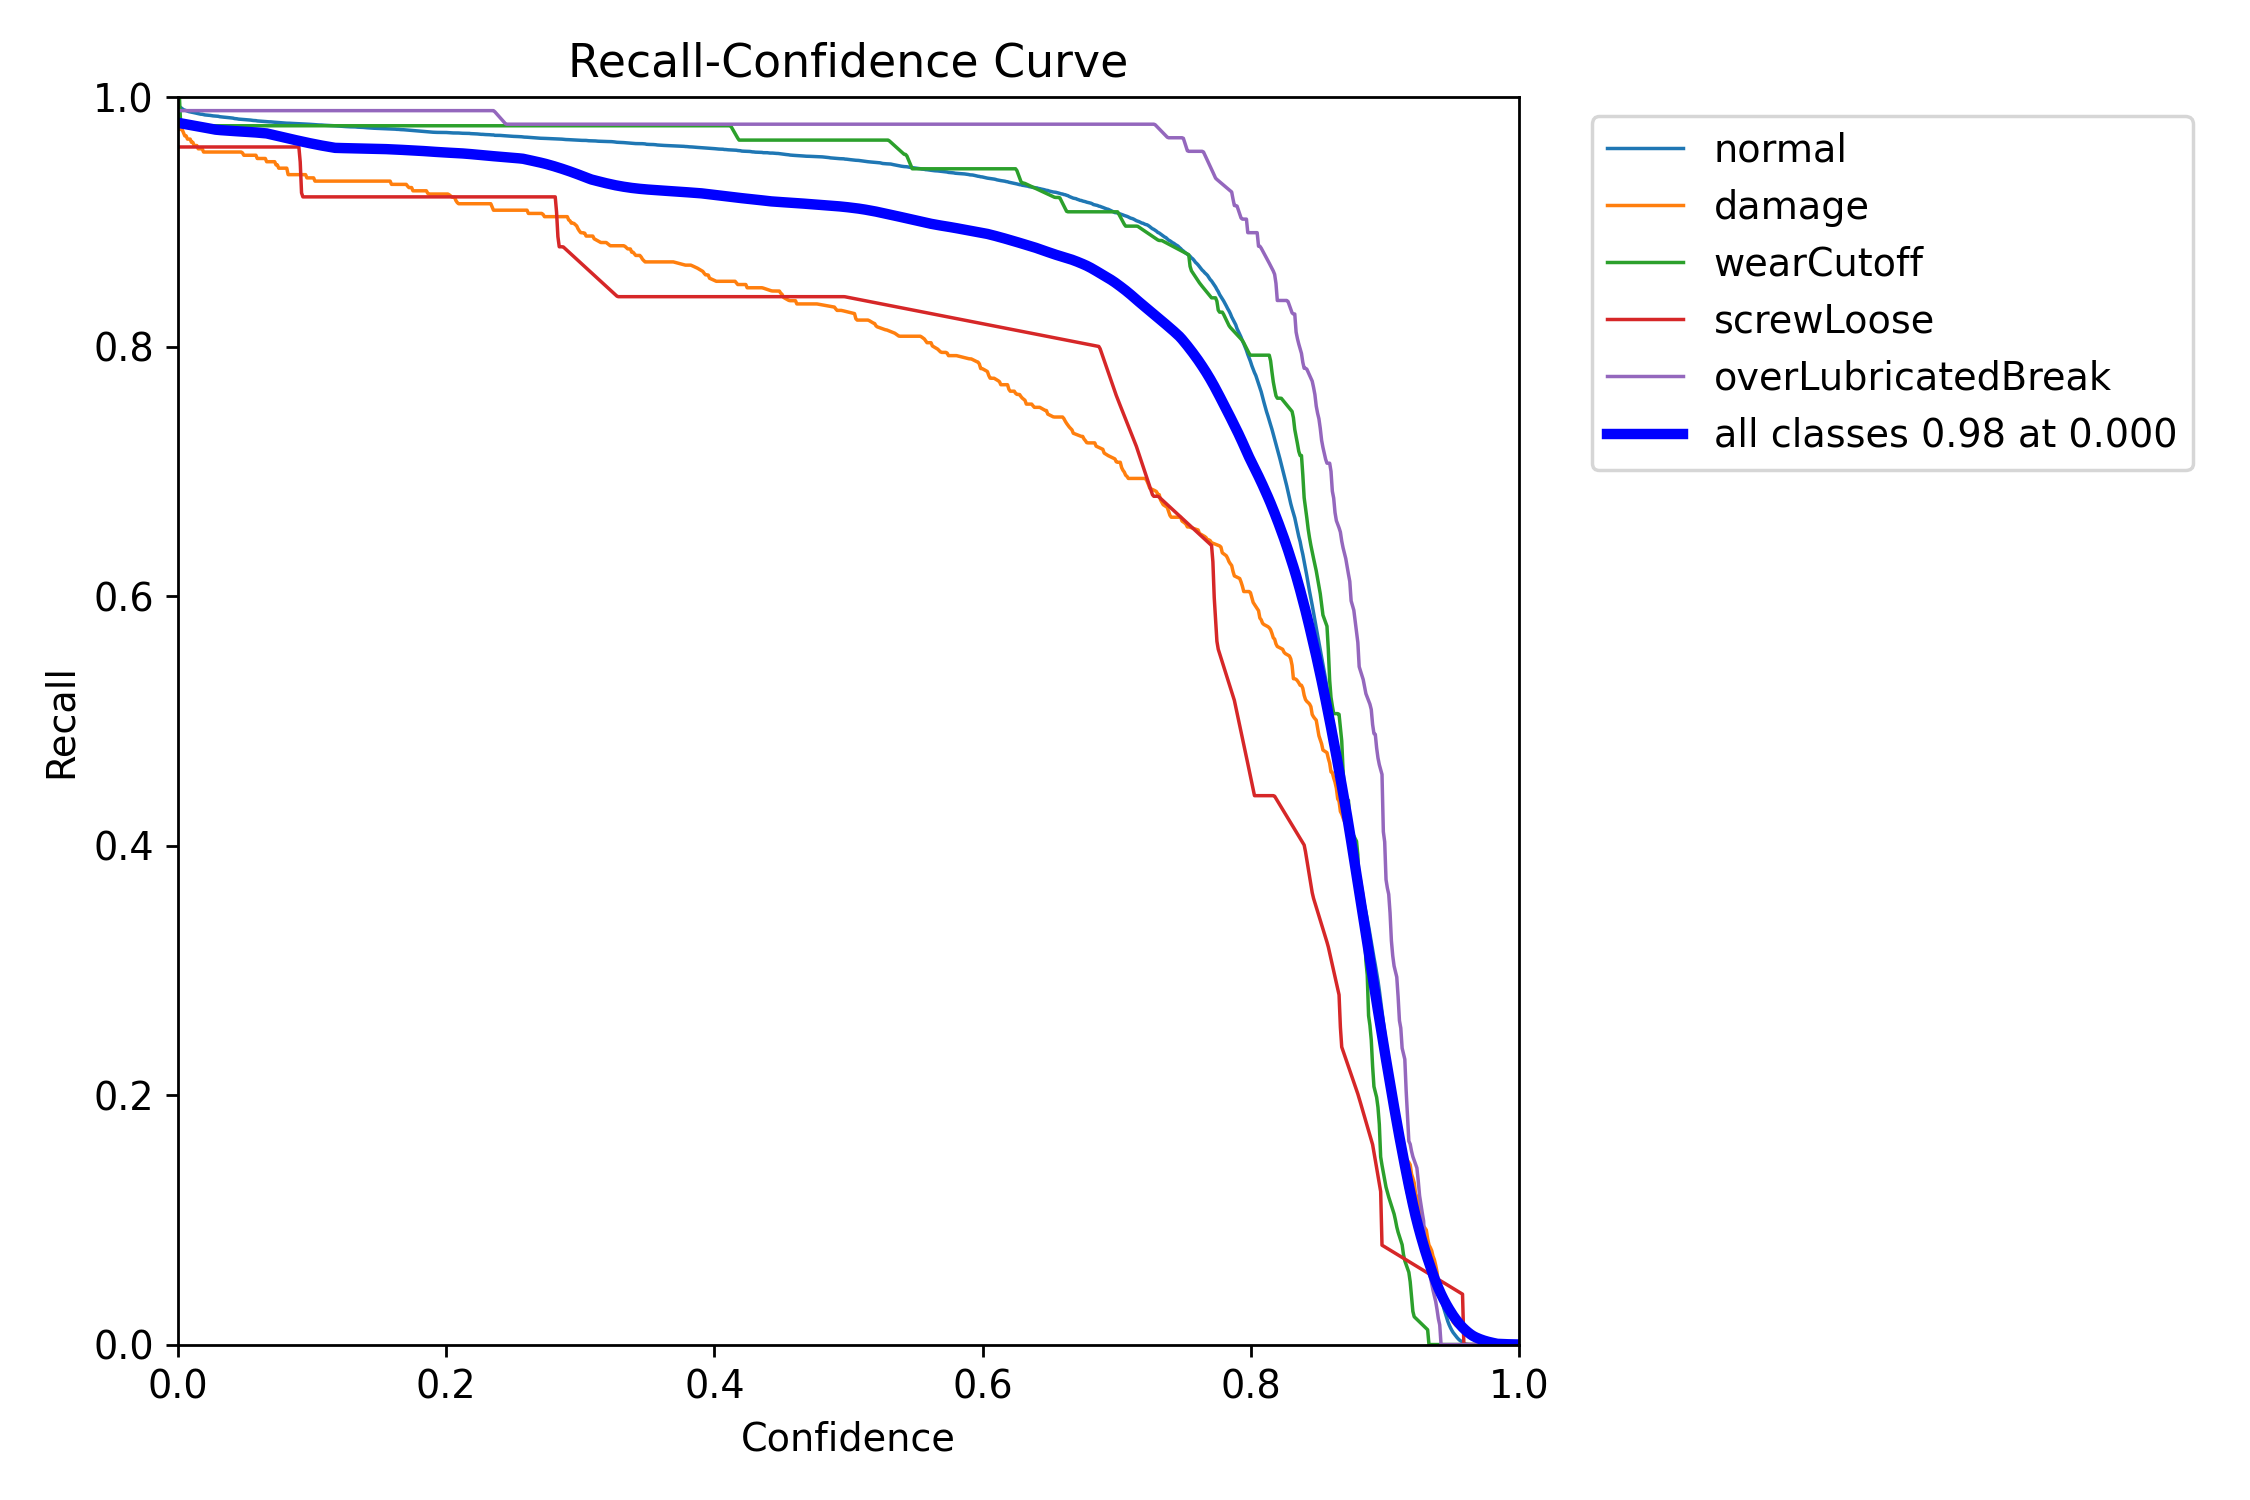 Recall-Confidence Curve
1.0
0.8
0.6
0.4
0.2
0.0
Recall
0.0 0.2 0.4 0.6 0.8 1.0
Confidence
normal
damage
wearCutoff
screwLoose
overLubricatedBreak
all classes 0.98 at 0.000